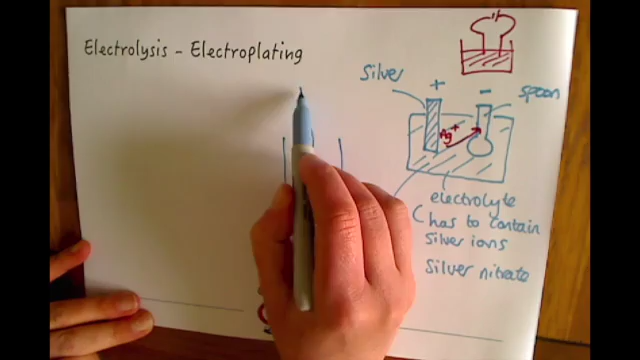 Electrolysis - Electroplating
Silver
+
-
spoon
Ag+
electrolyte
(has to contain
silver ions
Silver nitrate